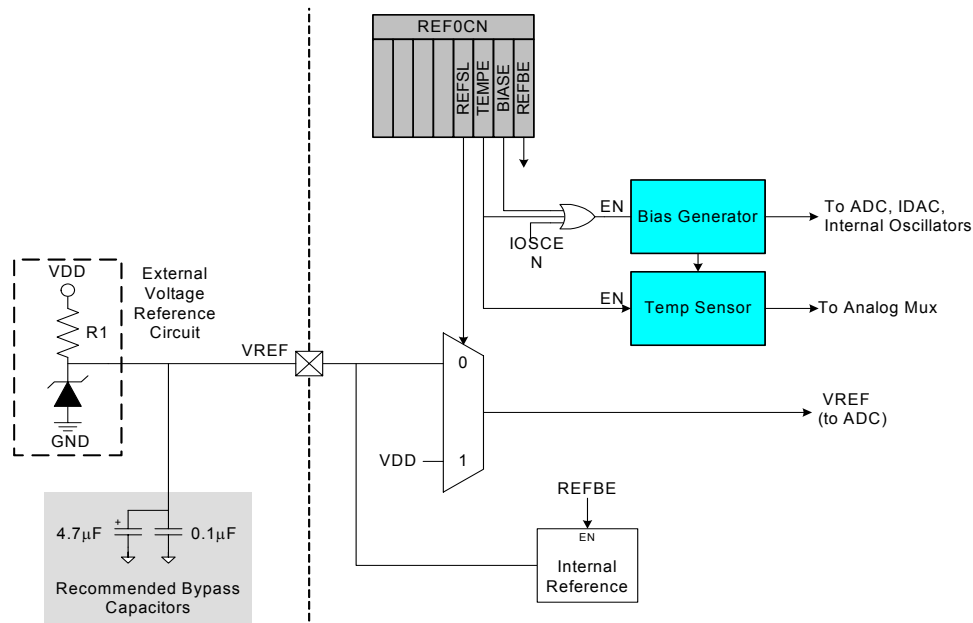 REF0CN
REFSL
TEMPE
BIASE
REFBE
EN
Bias Generator
To ADC, IDAC,
Internal Oscillators
IOSCE
N
EN
Temp Sensor
To Analog Mux
VDD
R1
GND
External
Voltage
Reference
Circuit
VREF
0
VDD
1
VREF
(to ADC)
REFBE
EN
Internal
Reference
4.7μF
+
0.1μF
Recommended Bypass
Capacitors